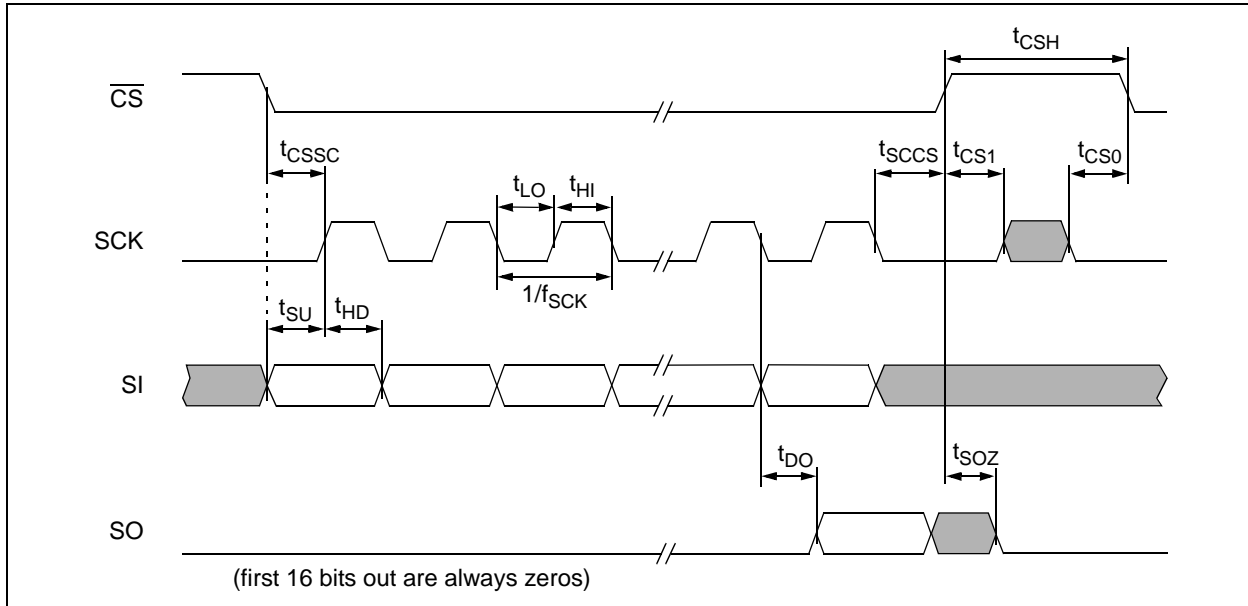 tCSH
CS
tCSSC
tSCCS
tCS1
tCS0
tLO
tHI
SCK
1/fSCK
tSU
tHD
SI
tDO
tSOZ
SO
(first 16 bits out are always zeros)